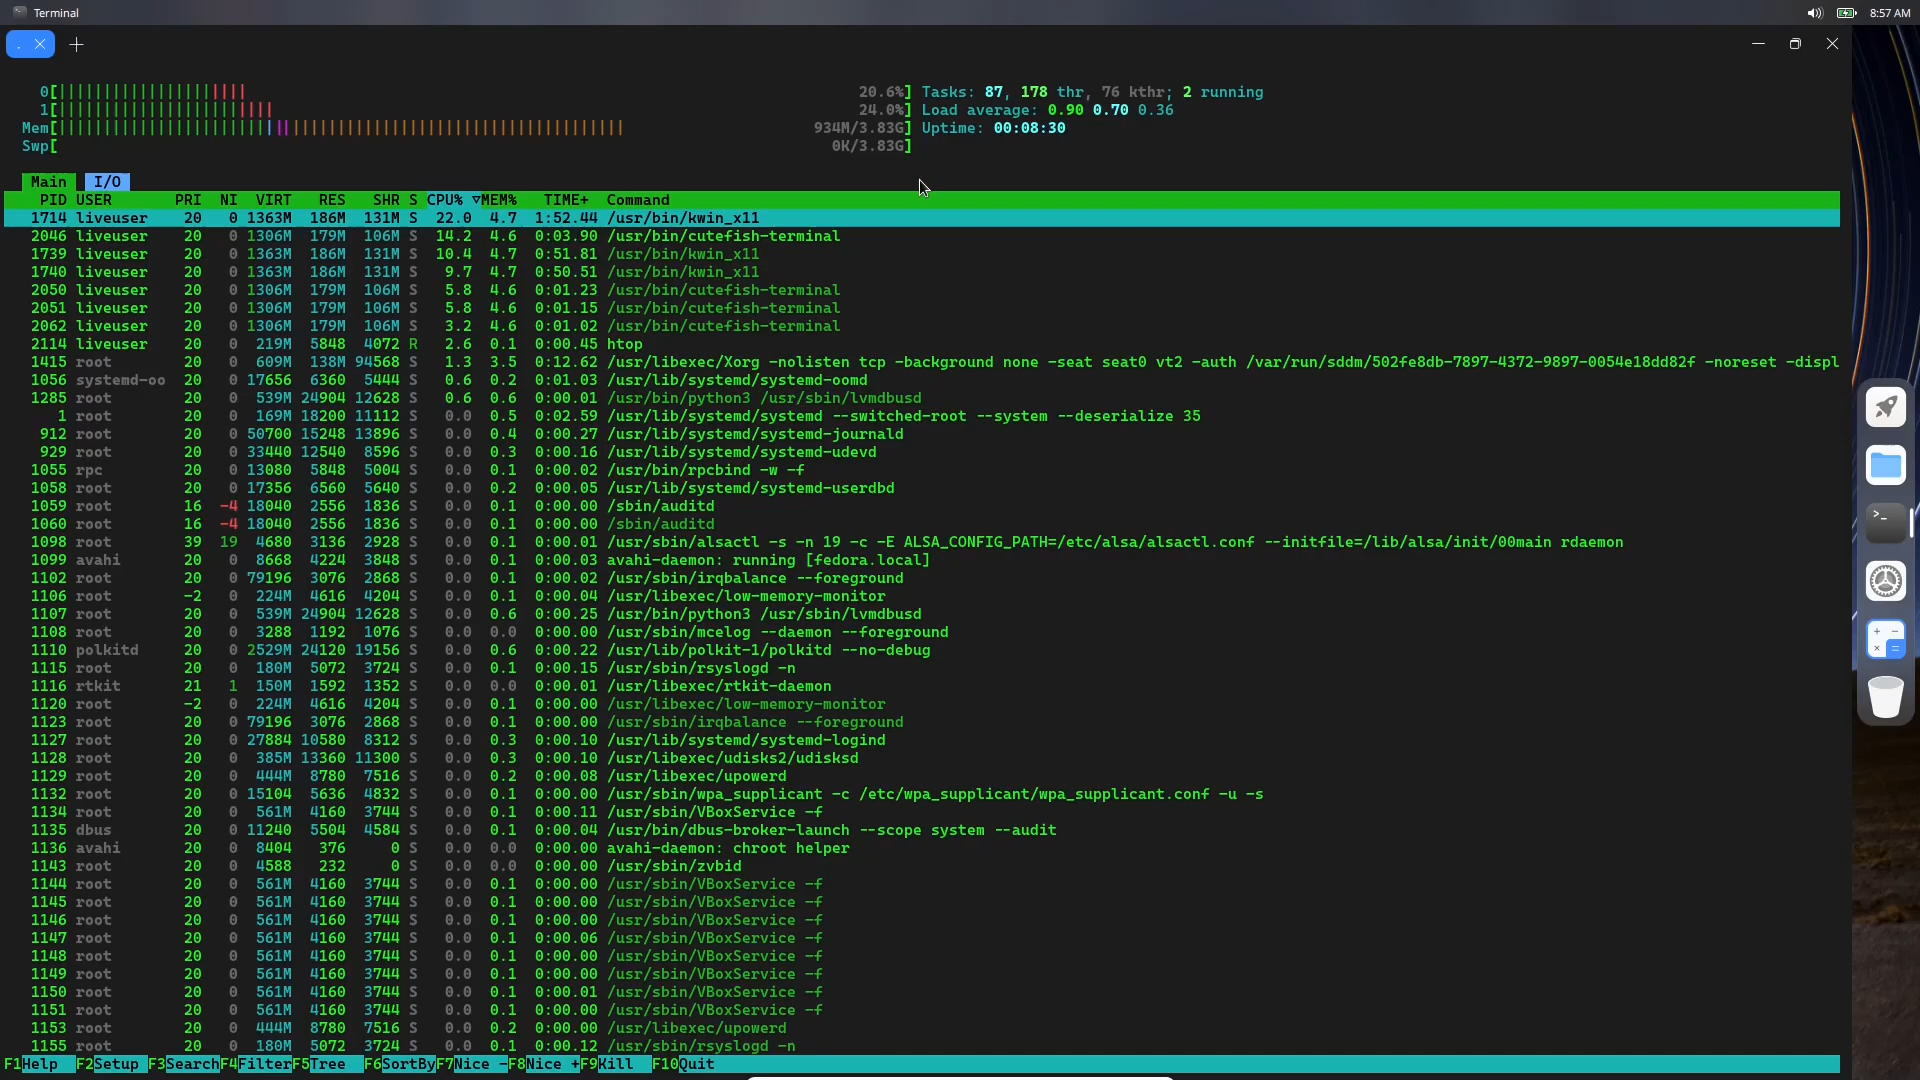 Terminal 8:57 AM
.
0[|||||||||||||||||||||                    20.6%] Tasks: 87, 178 thr, 76 kthr; 2 running
1[||||||||||||||||||||||||                    24.0%] Load average: 0.90 0.70 0.36
Mem[|||||||||||||||||||||||||||||||||||||||||||||||||||||||||||||||                    934M/3.83G] Uptime: 00:08:30
Swp[                    0K/3.83G]
Main I/O
PID USER PRI NI VIRT RES SHR S CPU% ▽MEM% TIME+ Command
1714 liveuser 20 0 1363M 186M 131M S 22.0 4.7 1:52.44 /usr/bin/kwin_x11
2046 liveuser 20 0 1306M 179M 106M S 14.2 4.6 0:03.90 /usr/bin/cutefish-terminal
1739 liveuser 20 0 1363M 186M 131M S 10.4 4.7 0:51.81 /usr/bin/kwin_x11
1740 liveuser 20 0 1363M 186M 131M S 9.7 4.7 0:50.51 /usr/bin/kwin_x11
2050 liveuser 20 0 1306M 179M 106M S 5.8 4.6 0:01.23 /usr/bin/cutefish-terminal
2051 liveuser 20 0 1306M 179M 106M S 5.8 4.6 0:01.15 /usr/bin/cutefish-terminal
2062 liveuser 20 0 1306M 179M 106M S 3.2 4.6 0:01.02 /usr/bin/cutefish-terminal
2114 liveuser 20 0 219M 5848 4072 R 2.6 0.1 0:00.45 htop
1415 root 20 0 609M 138M 94568 S 1.3 3.5 0:12.62 /usr/libexec/Xorg -nolisten tcp -background none -seat seat0 vt2 -auth /var/run/sddm/502fe8db-7897-4372-9897-0054e18dd82f -noreset -displ
1056 systemd-oo 20 0 17656 6360 5444 S 0.6 0.2 0:01.03 /usr/lib/systemd/systemd-oomd
1285 root 20 0 539M 24904 12628 S 0.6 0.6 0:00.01 /usr/bin/python3 /usr/sbin/lvmdbusd
1 root 20 0 169M 18200 11112 S 0.0 0.5 0:02.59 /usr/lib/systemd/systemd --switched-root --system --deserialize 35
912 root 20 0 50700 15248 13896 S 0.0 0.4 0:00.27 /usr/lib/systemd/systemd-journald
929 root 20 0 33440 12540 8596 S 0.0 0.3 0:00.16 /usr/lib/systemd/systemd-udevd
1055 rpc 20 0 13080 5848 5004 S 0.0 0.1 0:00.02 /usr/bin/rpcbind -w -f
1058 root 20 0 17356 6560 5640 S 0.0 0.2 0:00.05 /usr/lib/systemd/systemd-userdbd
1059 root 16 -4 18040 2556 1836 S 0.0 0.1 0:00.00 /sbin/auditd
1060 root 16 -4 18040 2556 1836 S 0.0 0.1 0:00.00 /sbin/auditd
1098 root 39 19 4680 3136 2928 S 0.0 0.1 0:00.01 /usr/sbin/alsactl -s -n 19 -c -E ALSA_CONFIG_PATH=/etc/alsa/alsactl.conf --initfile=/lib/alsa/init/00main rdaemon
1099 avahi 20 0 8668 4224 3848 S 0.0 0.1 0:00.03 avahi-daemon: running [fedora.local]
1102 root 20 0 79196 3076 2868 S 0.0 0.1 0:00.02 /usr/sbin/irqbalance --foreground
1106 root -2 0 224M 4616 4204 S 0.0 0.1 0:00.04 /usr/libexec/low-memory-monitor
1107 root 20 0 539M 24904 12628 S 0.0 0.6 0:00.25 /usr/bin/python3 /usr/sbin/lvmdbusd
1108 root 20 0 3288 1192 1076 S 0.0 0.0 0:00.00 /usr/sbin/mcelog --daemon --foreground
1110 polkitd 20 0 2529M 24120 19156 S 0.0 0.6 0:00.22 /usr/lib/polkit-1/polkitd --no-debug
1115 root 20 0 180M 5072 3724 S 0.0 0.1 0:00.15 /usr/sbin/rsyslogd -n
1116 rtkit 21 1 150M 1592 1352 S 0.0 0.0 0:00.01 /usr/libexec/rtkit-daemon
1120 root -2 0 224M 4616 4204 S 0.0 0.1 0:00.00 /usr/libexec/low-memory-monitor
1123 root 20 0 79196 3076 2868 S 0.0 0.1 0:00.00 /usr/sbin/irqbalance --foreground
1127 root 20 0 27884 10580 8312 S 0.0 0.3 0:00.10 /usr/lib/systemd/systemd-logind
1128 root 20 0 385M 13360 11300 S 0.0 0.3 0:00.10 /usr/libexec/udisks2/udisksd
1129 root 20 0 444M 8780 7516 S 0.0 0.2 0:00.08 /usr/libexec/upowerd
1132 root 20 0 15104 5636 4832 S 0.0 0.1 0:00.00 /usr/sbin/wpa_supplicant -c /etc/wpa_supplicant/wpa_supplicant.conf -u -s
1134 root 20 0 561M 4160 3744 S 0.0 0.1 0:00.11 /usr/sbin/VBoxService -f
1135 dbus 20 0 11240 5504 4584 S 0.0 0.1 0:00.04 /usr/bin/dbus-broker-launch --scope system --audit
1136 avahi 20 0 8404 376 0 S 0.0 0.0 0:00.00 avahi-daemon: chroot helper
1143 root 20 0 4588 232 0 S 0.0 0.0 0:00.00 /usr/sbin/zvbid
1144 root 20 0 561M 4160 3744 S 0.0 0.1 0:00.00 /usr/sbin/VBoxService -f
1145 root 20 0 561M 4160 3744 S 0.0 0.1 0:00.00 /usr/sbin/VBoxService -f
1146 root 20 0 561M 4160 3744 S 0.0 0.1 0:00.00 /usr/sbin/VBoxService -f
1147 root 20 0 561M 4160 3744 S 0.0 0.1 0:00.06 /usr/sbin/VBoxService -f
1148 root 20 0 561M 4160 3744 S 0.0 0.1 0:00.00 /usr/sbin/VBoxService -f
1149 root 20 0 561M 4160 3744 S 0.0 0.1 0:00.00 /usr/sbin/VBoxService -f
1150 root 20 0 561M 4160 3744 S 0.0 0.1 0:00.01 /usr/sbin/VBoxService -f
1151 root 20 0 561M 4160 3744 S 0.0 0.1 0:00.00 /usr/sbin/VBoxService -f
1153 root 20 0 444M 8780 7516 S 0.0 0.2 0:00.00 /usr/libexec/upowerd
1155 root 20 0 180M 5072 3724 S 0.0 0.1 0:00.12 /usr/sbin/rsyslogd -n
F1Help F2Setup F3SearchF4FilterF5Tree F6SortByF7Nice -F8Nice +F9Kill F10Quit